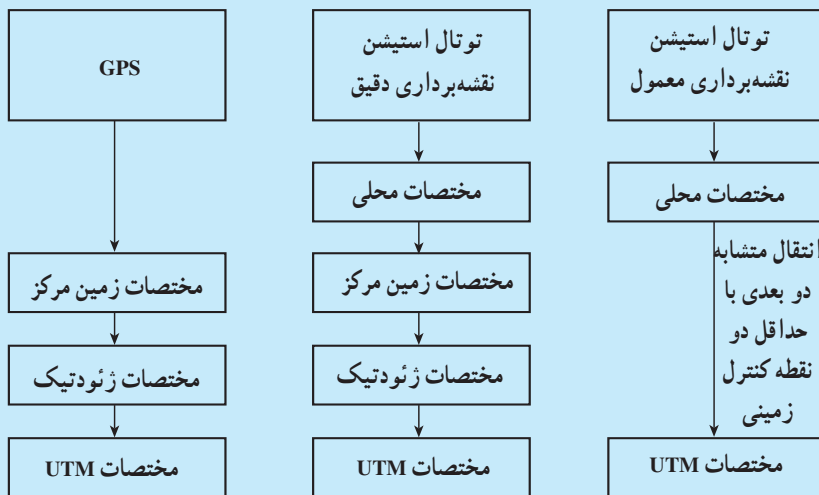 توتال استیشن
نقشه‌برداری معمول
مختصات محلی
انتقال متشابه
دو بعدی با
حداقل دو
نقطه کنترل
زمینی
مختصات UTM
توتال استیشن
نقشه‌برداری دقیق
مختصات محلی
مختصات زمین مرکز
مختصات ژئودتیک
مختصات UTM
GPS
مختصات زمین مرکز
مختصات ژئودتیک
مختصات UTM